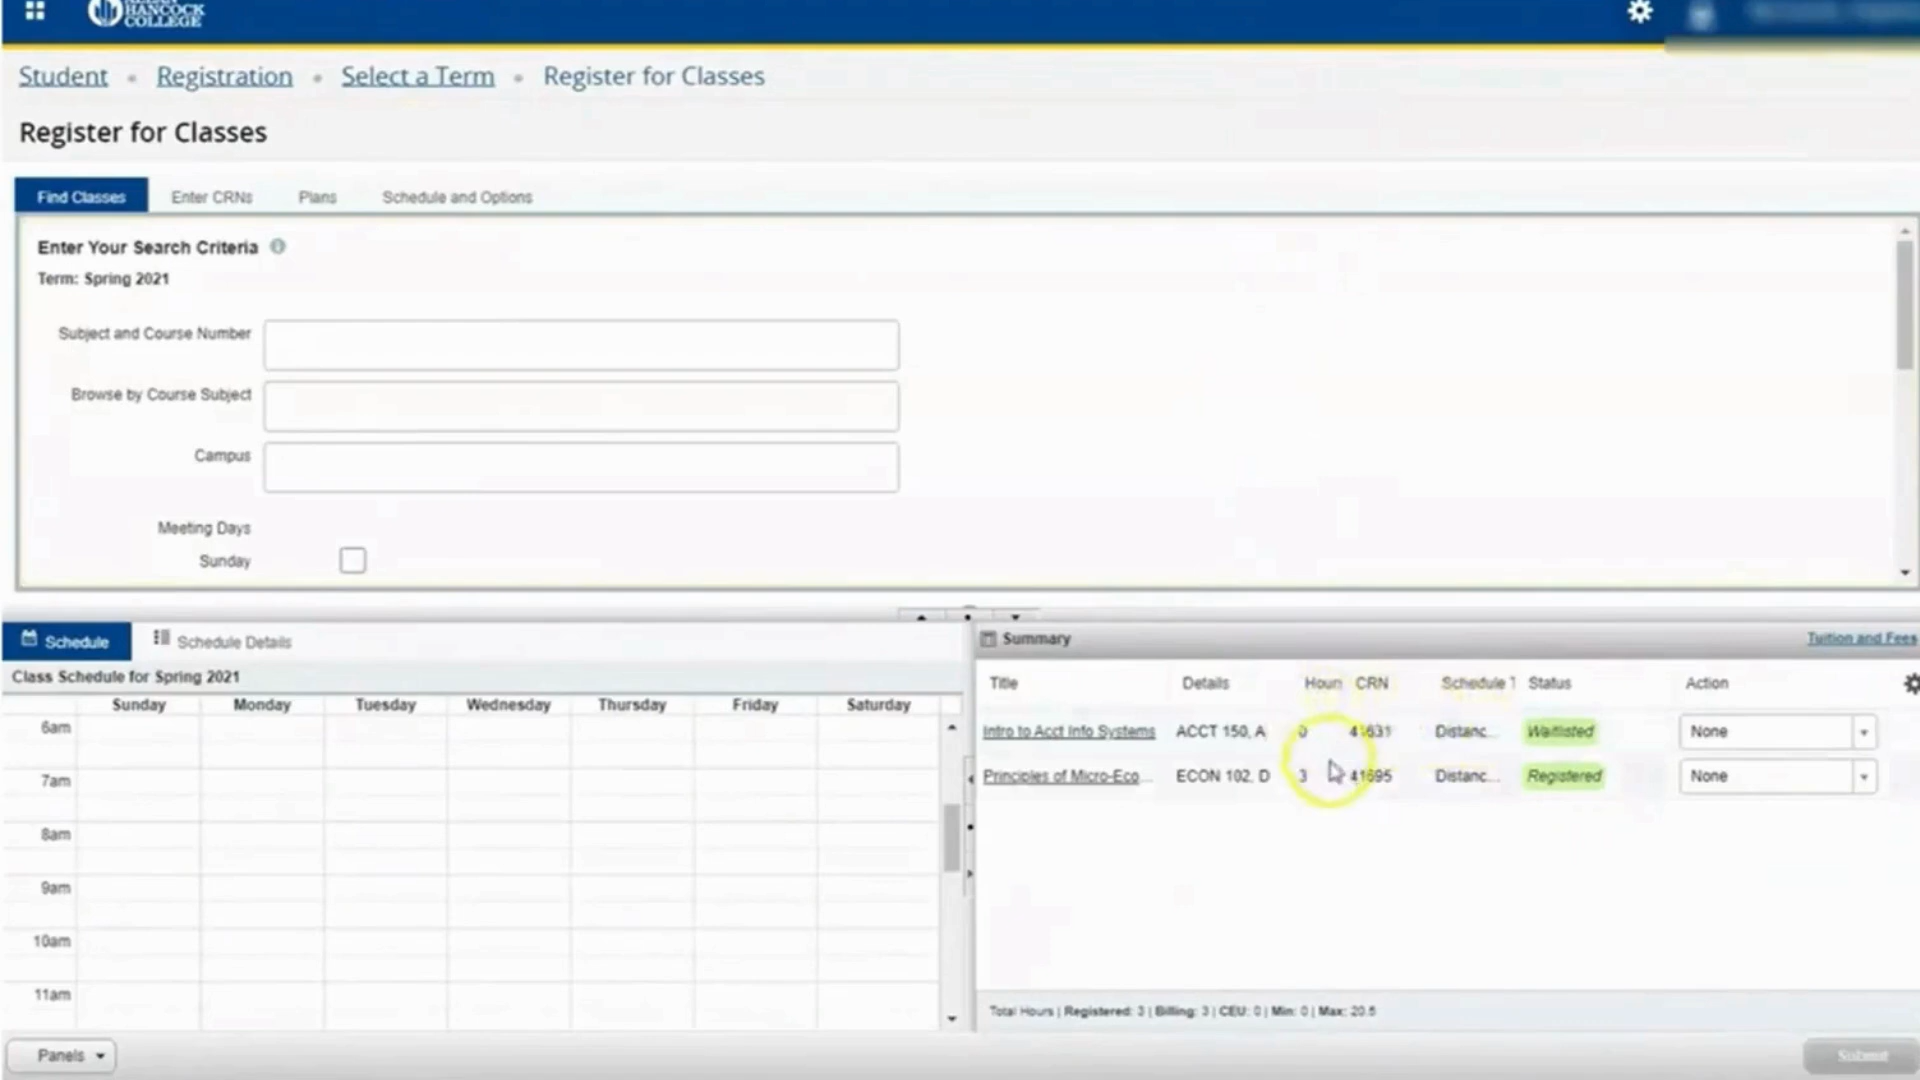 HANCOCK
COLLEGE
Student • Registration • Select a Term • Register for Classes
Register for Classes
Find Classes Enter CRNs Plans Schedule and Options
Enter Your Search Criteria
Term: Spring 2021
Subject and Course Number
Browse by Course Subject
Campus
Meeting Days
Sunday
Schedule Schedule Details
Class Schedule for Spring 2021
Sunday Monday Tuesday Wednesday Thursday Friday Saturday
6am
7am
8am
9am
10am
11am
Summary Tuition and Fees
Title Details Hours CRN Schedule T Status Action
Intro to Acct Info Systems ACCT 150, A 0 41631 Distanc... Waitlisted None
Principles of Micro-Eco... ECON 102, D 3 41695 Distanc... Registered None
Total Hours | Registered: 3 | Billing: 3 | CEU: 0 | Min: 0 | Max: 20.5
Panels Submit